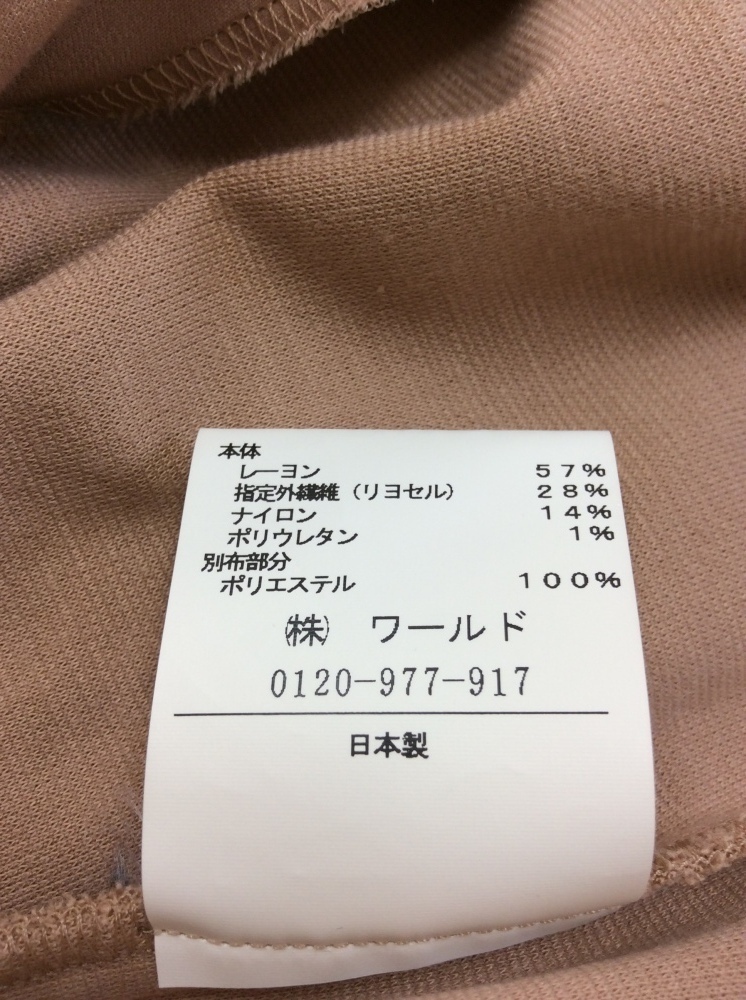 本体
レーヨン 57%
指定外繊維（リヨセル） 28%
ナイロン 14%
ポリウレタン 1%
別布部分
ポリエステル 100%
㈱ ワールド
0120-977-917
日本製